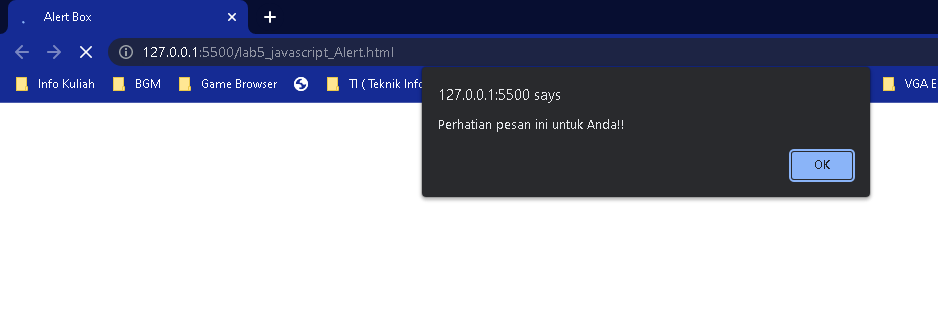 Alert Box
127.0.0.1:5500/lab5_javascript_Alert.html
Info Kuliah BGM Game Browser TI ( Teknik Info VGA E
127.0.0.1:5500 says
Perhatian pesan ini untuk Anda!!
OK